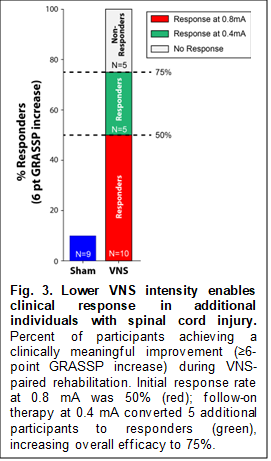 Response at 0.8mA
Response at 0.4mA
No Response
% Responders
(6 pt GRASSP increase)
100
80
60
40
20
0
Non-
Responders
N=5
75%
Responders
N=5
50%
Responders
N=10
N=9
Sham
VNS
Fig. 3. Lower VNS intensity enables
clinical response in additional
individuals with spinal cord injury.
Percent of participants achieving a
clinically meaningful improvement (≥6-
point GRASSP increase) during VNS-
paired rehabilitation. Initial response rate
at 0.8 mA was 50% (red); follow-on
therapy at 0.4 mA converted 5 additional
participants to responders (green),
increasing overall efficacy to 75%.